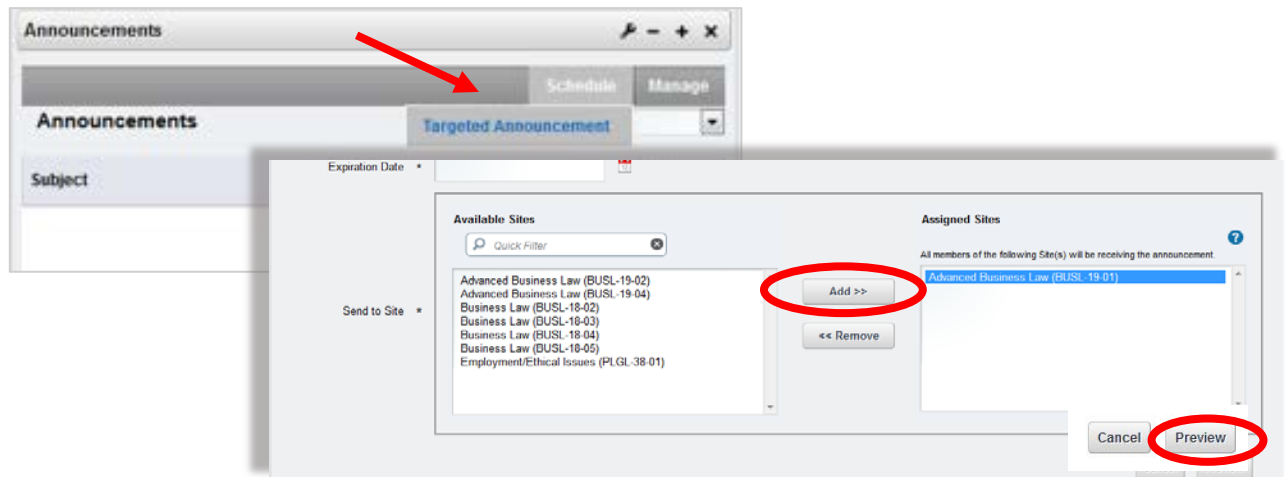 Announcements
Schedule Manage
Announcements
Targeted Announcement
Subject
Expiration Date *
Available Sites
Quick Filter
Assigned Sites
All members of the following Site(s) will be receiving the announcement.
Send to Site *
Advanced Business Law (BUSL-19-02)
Advanced Business Law (BUSL-19-04)
Business Law (BUSL-18-02)
Business Law (BUSL-18-03)
Business Law (BUSL-18-04)
Business Law (BUSL-18-05)
Employment/Ethical Issues (PLGL-38-01)
Add >>
<< Remove
Advanced Business Law (BUSL-19-01)
Cancel Preview